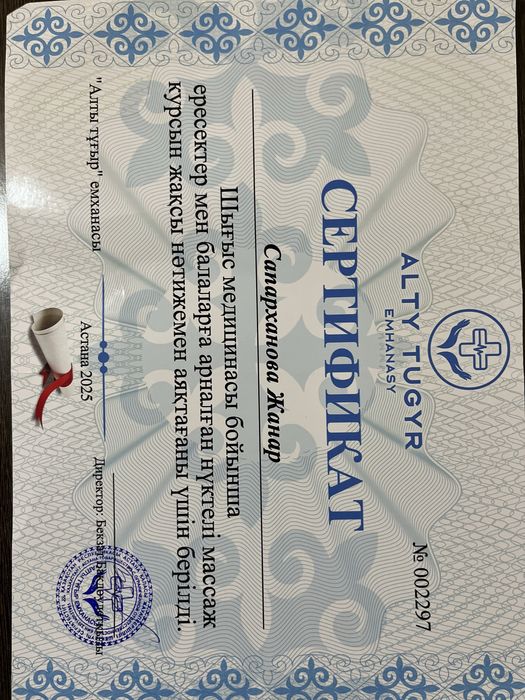 ALTY TUGYR
EMHANASY
№ 002297
СЕРТИФИКАТ
Сапарханова Жанар
Шығыс медицинасы бойынша
ересектер мен балаларға арналған нүктелі массаж
курсын жақсы нәтижемен аяқтағаны үшін берілді.
"Алты тұғыр" емханасы
Директор: Бекзат
Астана 2025